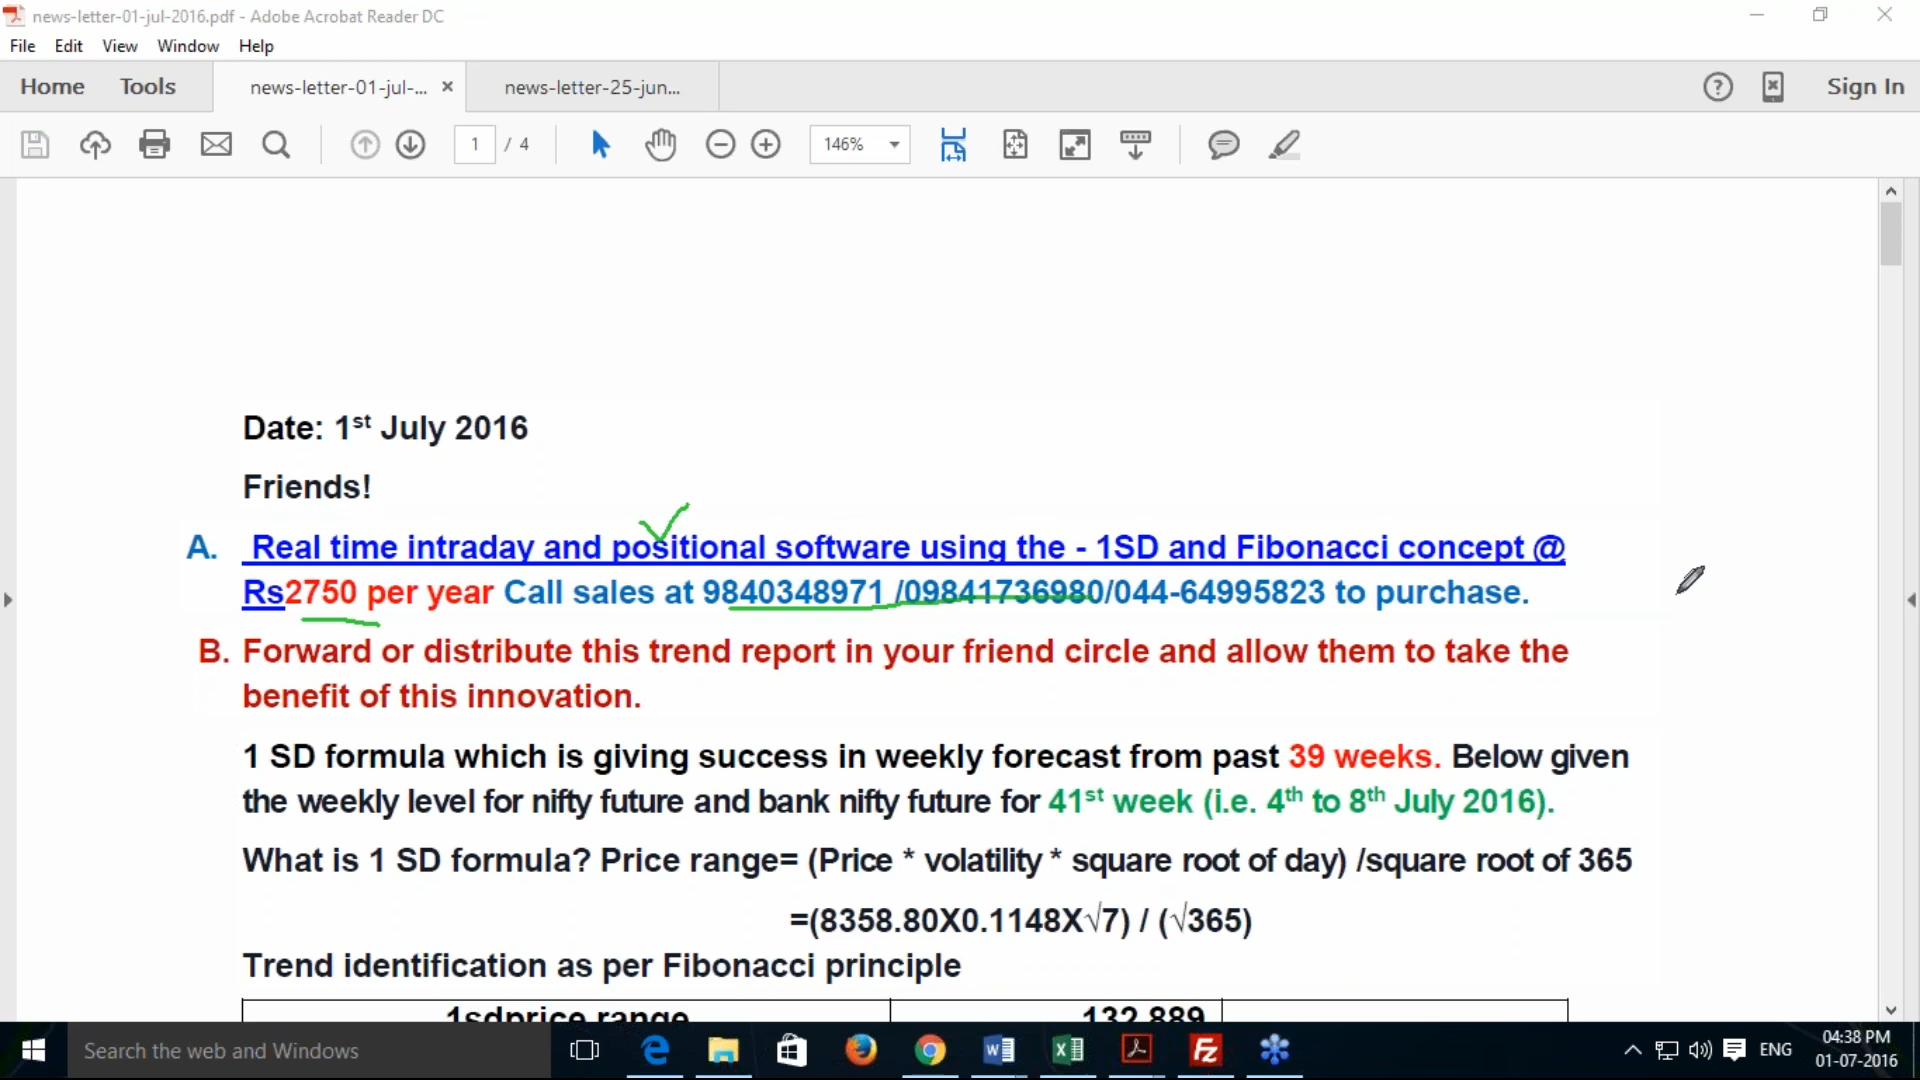 news-letter-01-jul-2016.pdf - Adobe Acrobat Reader DC
File Edit View Window Help
Home Tools news-letter-01-jul-... × news-letter-25-jun... Sign In
1 / 4 146%
Date: 1st July 2016
Friends!
A. Real time intraday and positional software using the - 1SD and Fibonacci concept @
Rs2750 per year Call sales at 9840348971 /09841736980/044-64995823 to purchase.
B. Forward or distribute this trend report in your friend circle and allow them to take the
benefit of this innovation.
1 SD formula which is giving success in weekly forecast from past 39 weeks. Below given
the weekly level for nifty future and bank nifty future for 41st week (i.e. 4th to 8th July 2016).
What is 1 SD formula? Price range= (Price * volatility * square root of day) /square root of 365
=(8358.80X0.1148X√7) / (√365)
Trend identification as per Fibonacci principle
1sdprice range 132.889
Search the web and Windows ENG 04:38 PM
01-07-2016